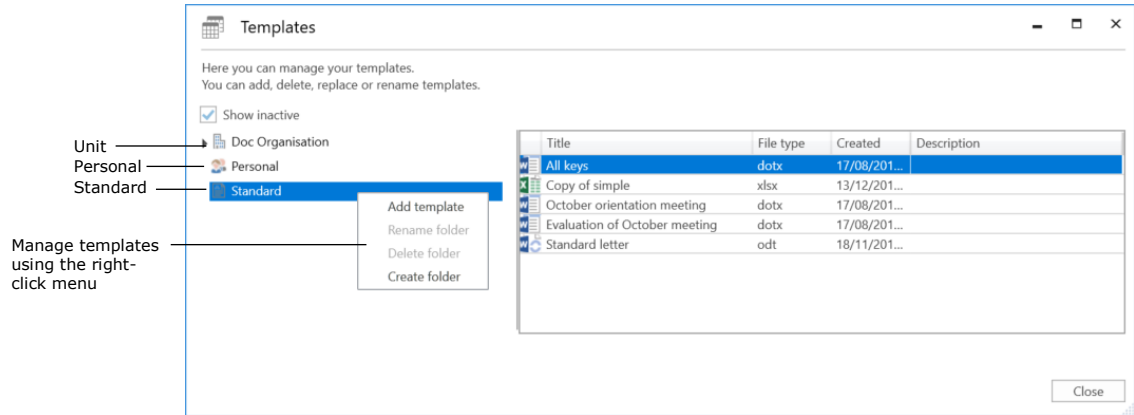 Templates
Here you can manage your templates.
You can add, delete, replace or rename templates.
Show inactive
Unit
Doc Organisation
Personal
Personal
Standard
Standard
Manage templates
using the right-
click menu
Add template
Rename folder
Delete folder
Create folder
Title File type Created Description
All keys dotx 17/08/201...
Copy of simple xlsx 13/12/201...
October orientation meeting dotx 17/08/201...
Evaluation of October meeting dotx 17/08/201...
Standard letter odt 18/11/201...
Close